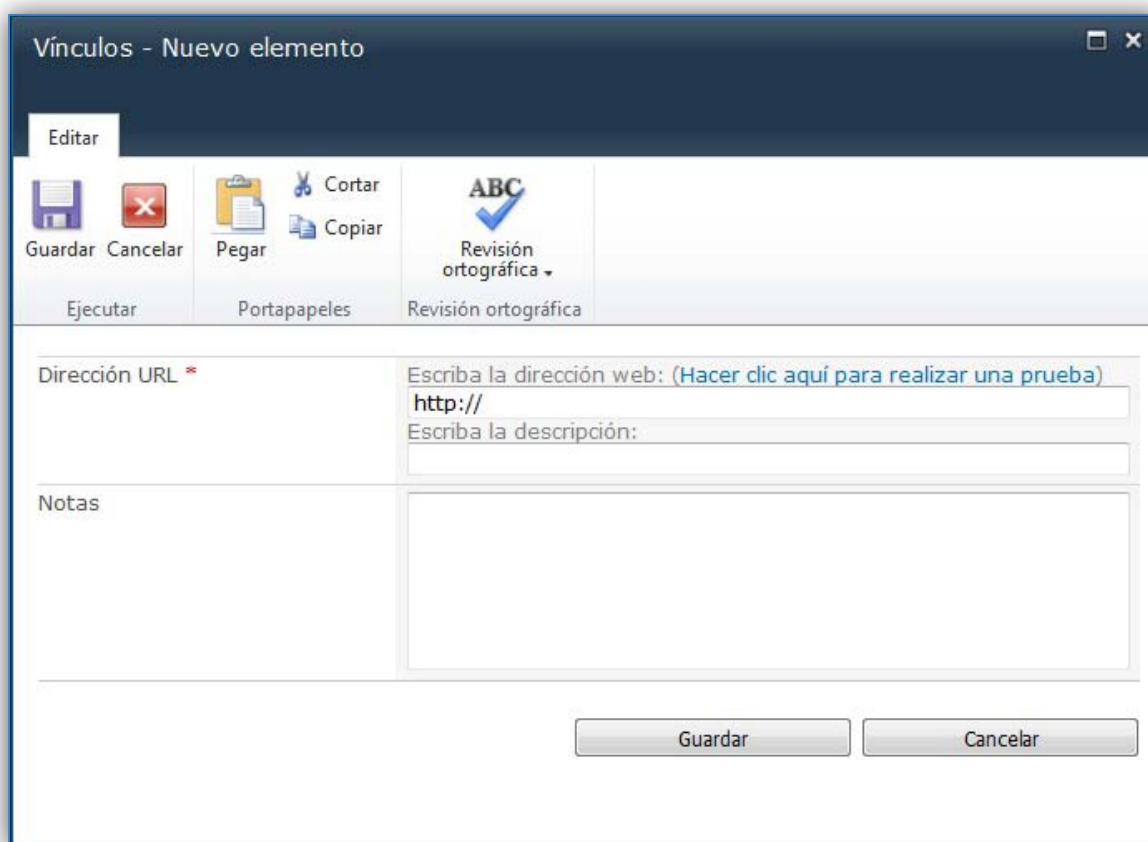 Vínculos - Nuevo elemento
Editar
Guardar
Cancelar
Pegar
Cortar
Copiar
ABC
Revisión
ortográfica
Ejecutar
Portapapeles
Revisión ortográfica
Dirección URL *
Escriba la dirección web: (Hacer clic aquí para realizar una prueba)
http://
Escriba la descripción:
Notas
Guardar
Cancelar